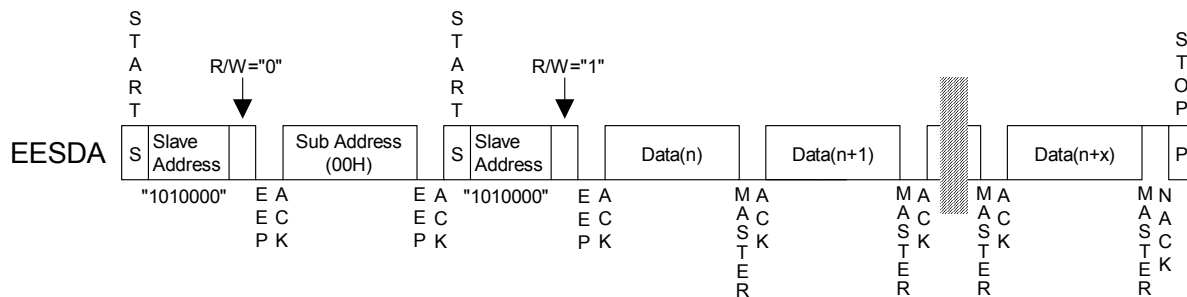 START
START
STOP
R/W="0"
R/W="1"
EESDA
S
Slave
Address
Sub Address
(00H)
S
Slave
Address
Data(n)
Data(n+1)
Data(n+x)
P
"1010000"
"1010000"
EEP
ACK
EEP
ACK
EEP
ACK
MASTER
ACK
MASTER
ACK
MASTER
ACK
MASTER
NACK